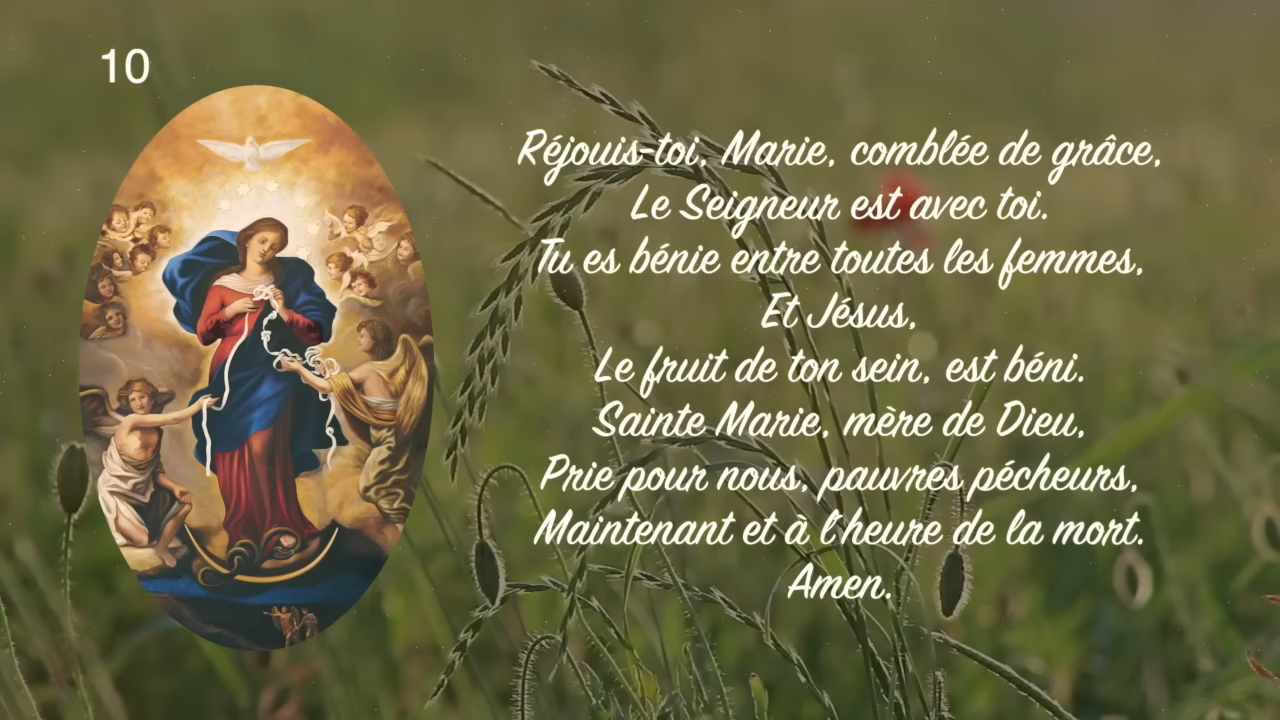 10
Réjouis-toi, Marie, comblée de grâce,
Le Seigneur est avec toi.
Tu es bénie entre toutes les femmes,
Et Jésus,
Le fruit de ton sein, est béni.
Sainte Marie, mère de Dieu,
Prie pour nous, pauvres pécheurs,
Maintenant et à l'heure de la mort.
Amen.